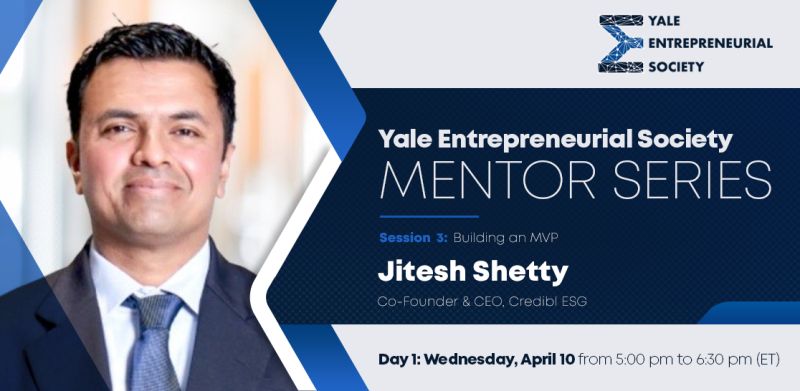 YALE
ENTREPRENEURIAL
SOCIETY
Yale Entrepreneurial Society
MENTOR SERIES
Session 3: Building an MVP
Jitesh Shetty
Co-Founder & CEO, Credibl ESG
Day 1: Wednesday, April 10 from 5:00 pm to 6:30 pm (ET)